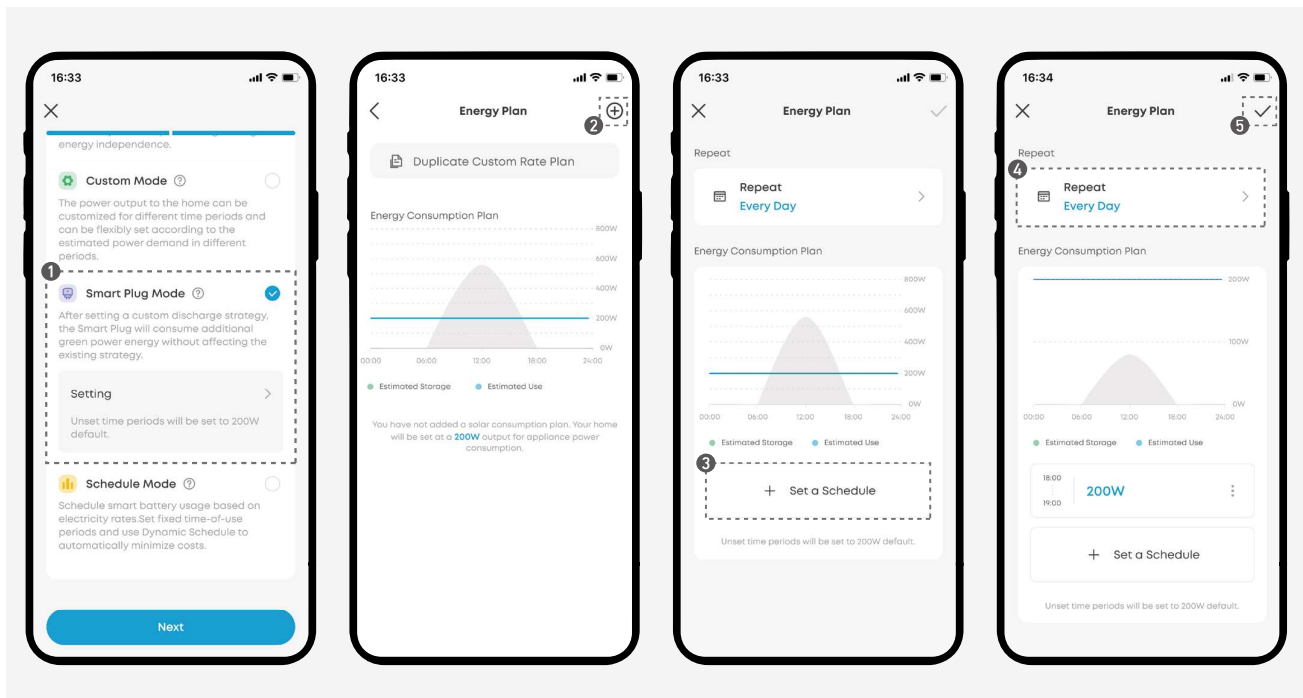 16:33
energy independence.
Custom Mode ?
The power output to the home can be
customized for different time periods and
can be flexibly set according to the
estimated power demand in different
periods.
1
Smart Plug Mode ?
After setting a custom discharge strategy,
the Smart Plug will consume additional
green power energy without affecting the
existing strategy.
Setting
Unset time periods will be set to 200W
default.
Schedule Mode ?
Schedule smart battery usage based on
electricity rates.Set fixed time-of-use
periods and use Dynamic Schedule to
automatically minimize costs.
Next
16:33
Energy Plan
2
Duplicate Custom Rate Plan
Energy Consumption Plan
800W
600W
400W
200W
0W
00:00 06:00 12:00 18:00 24:00
Estimated Storage Estimated Use
You have not added a solar consumption plan. Your home
will be set at a 200W output for appliance power
consumption.
16:33
Energy Plan
Repeat
Repeat
Every Day
Energy Consumption Plan
800W
600W
400W
200W
0W
00:00 06:00 12:00 18:00 24:00
Estimated Storage Estimated Use
3
+ Set a Schedule
Unset time periods will be set to 200W default.
16:34
Energy Plan
5
Repeat
4
Repeat
Every Day
Energy Consumption Plan
200W
100W
0W
00:00 06:00 12:00 18:00 24:00
Estimated Storage Estimated Use
18:00
200W
19:00
+ Set a Schedule
Unset time periods will be set to 200W default.